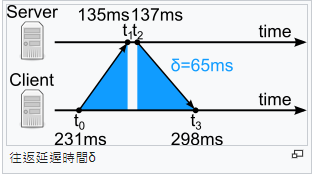 Server
135ms 137ms
t1 t2
time
δ=65ms
Client
time
t0
t3
231ms
298ms
往返延遲時間δ